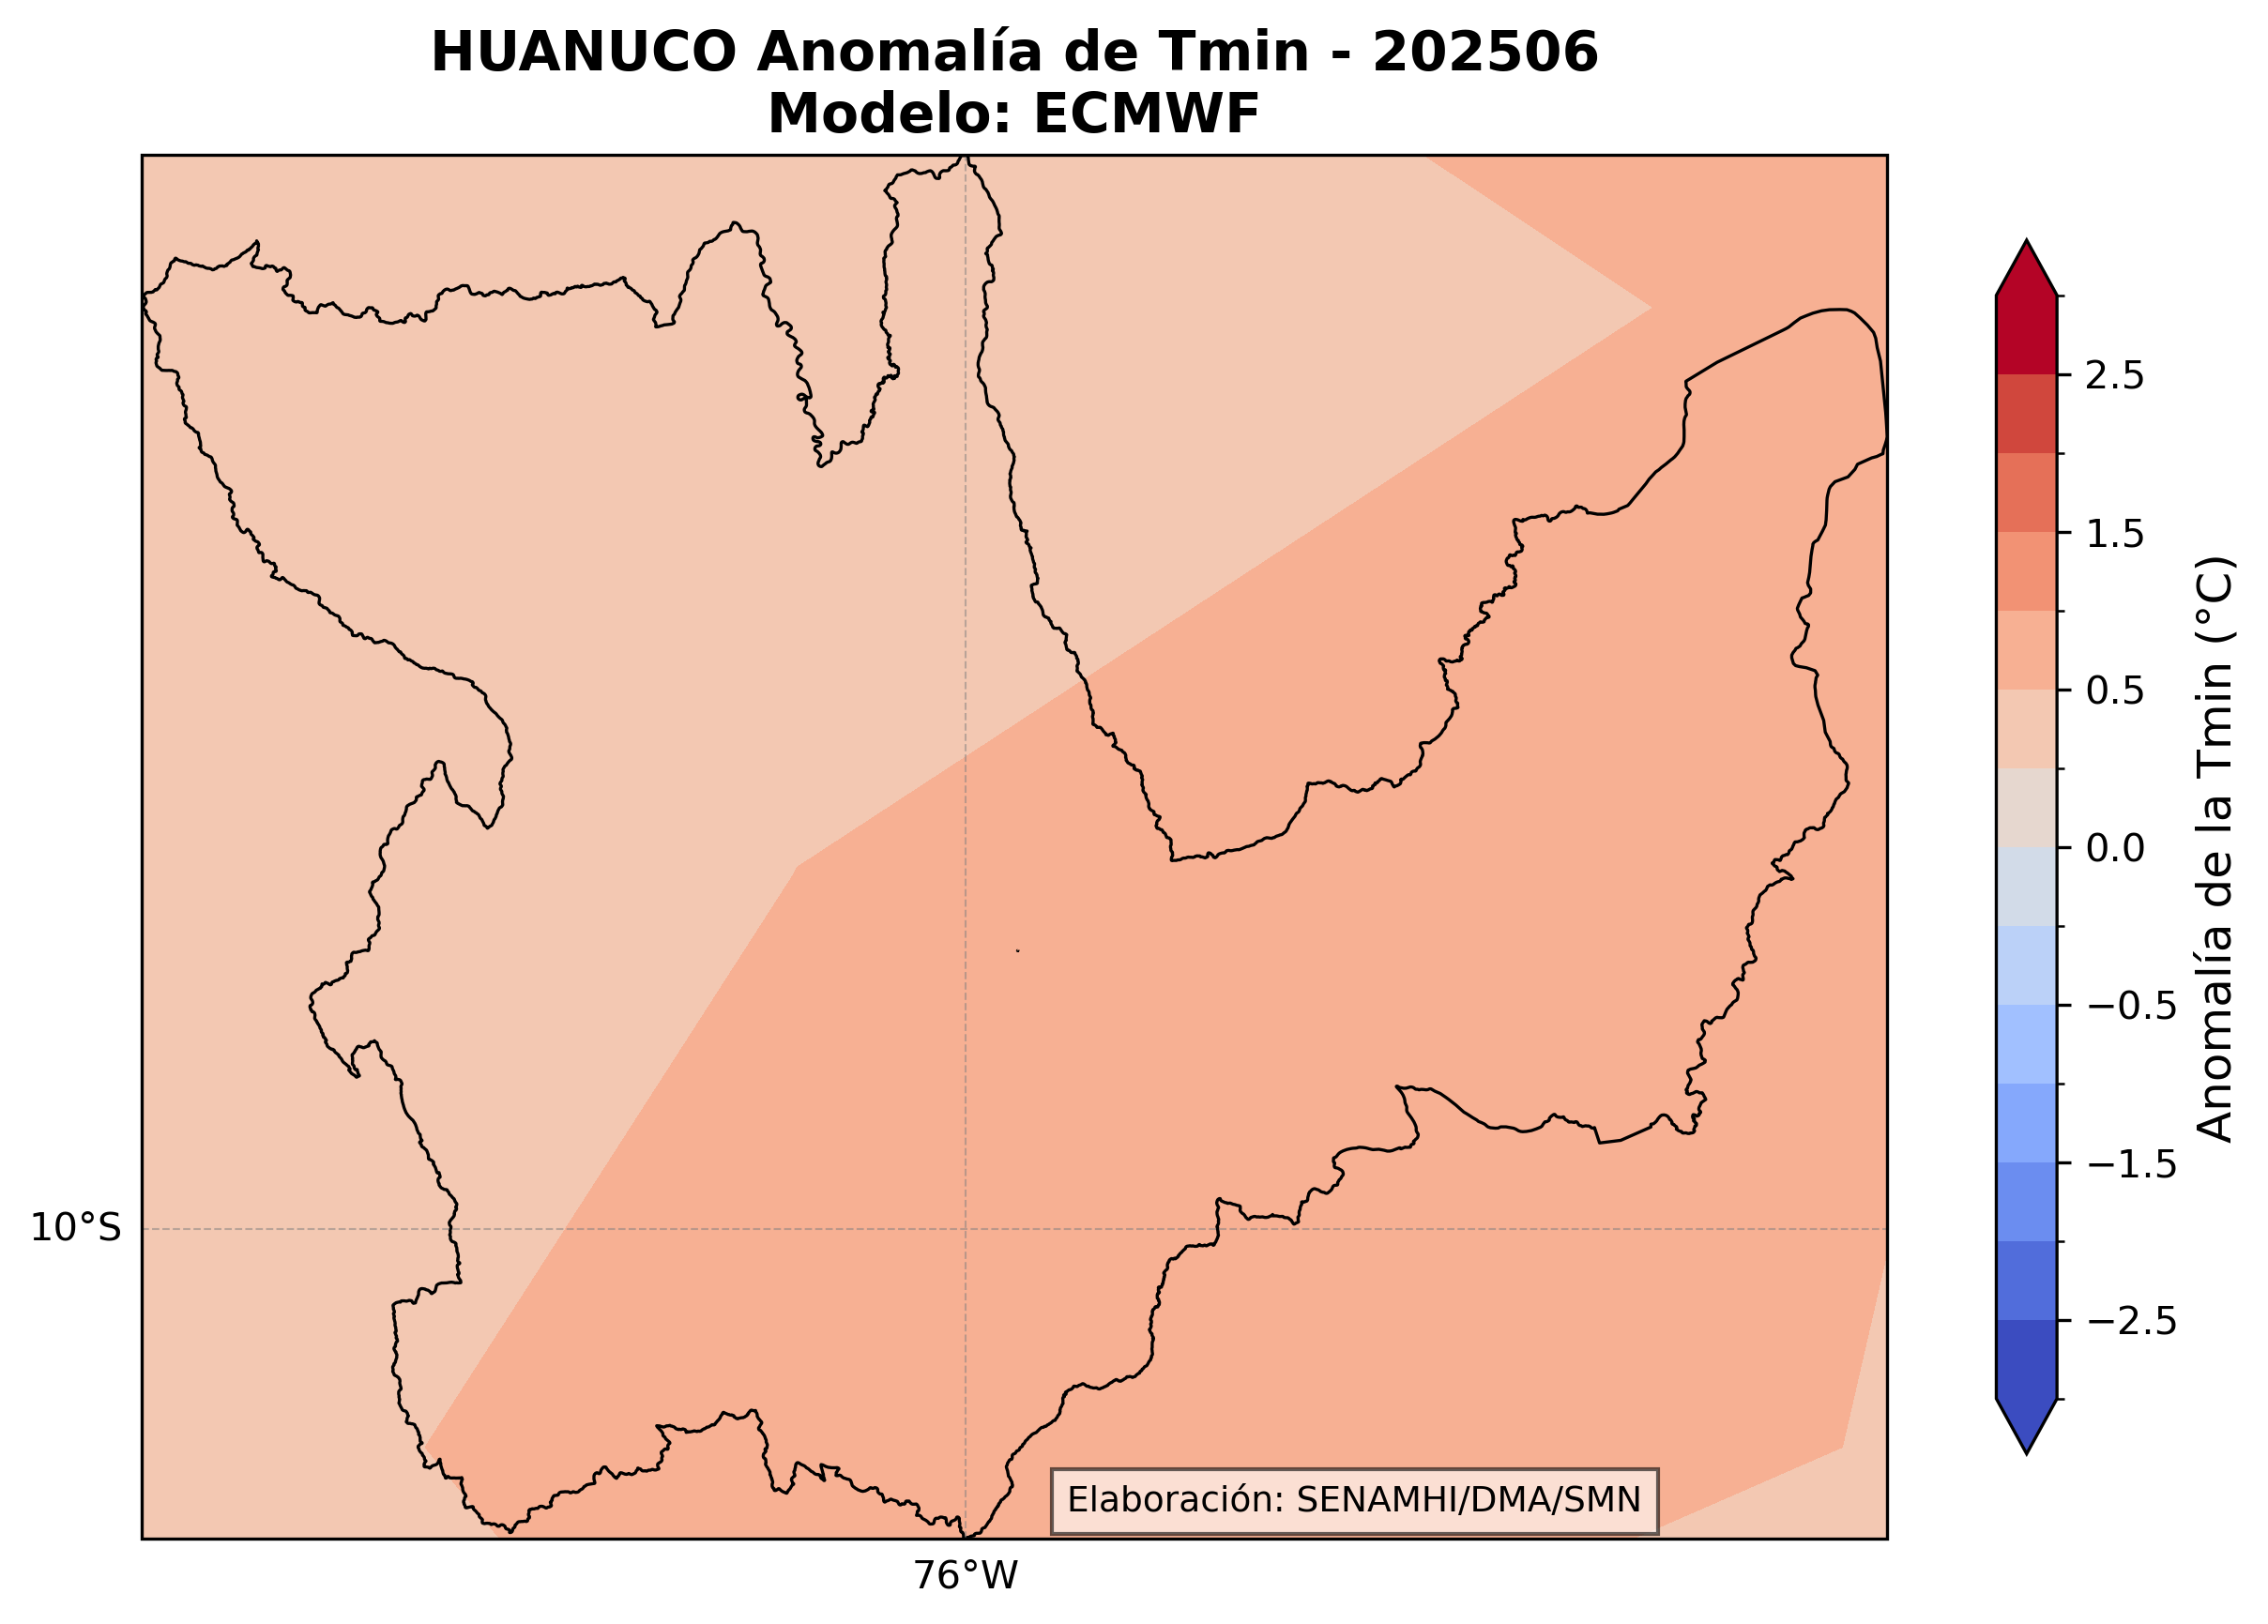 HUANUCO Anomalía de Tmin - 202506
Modelo: ECMWF
2.5
1.5
0.5
0.0
−0.5
−1.5
−2.5
Anomalía de la Tmin (°C)
10°S
76°W
Elaboración: SENAMHI/DMA/SMN